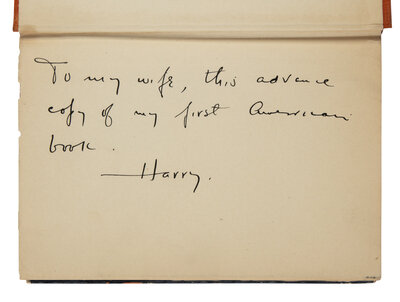 To my wife, this advance
copy of my first American
book.
—Harry.